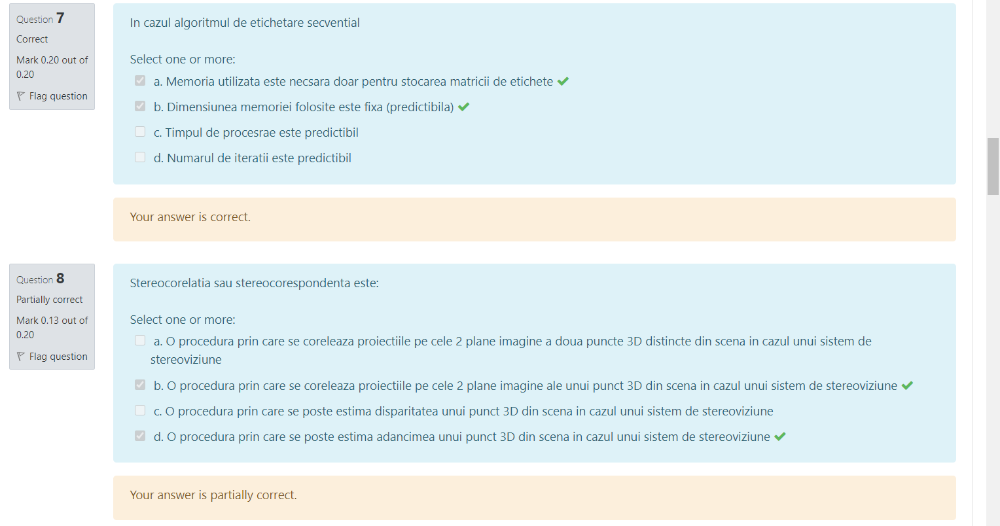 Question 7
Correct
Mark 0.20 out of
0.20
Flag question
In cazul algoritmul de etichetare secvential
Select one or more:
a. Memoria utilizata este necsara doar pentru stocarea matricii de etichete
b. Dimensiunea memoriei folosite este fixa (predictibila)
c. Timpul de procesrae este predictibil
d. Numarul de iteratii este predictibil
Your answer is correct.
Question 8
Partially correct
Mark 0.13 out of
0.20
Flag question
Stereocorelatia sau stereocorespondenta este:
Select one or more:
a. O procedura prin care se coreleaza proiectiile pe cele 2 plane imagine a doua puncte 3D distincte din scena in cazul unui sistem de
stereoviziune
b. O procedura prin care se coreleaza proiectiile pe cele 2 plane imagine ale unui punct 3D din scena in cazul unui sistem de stereoviziune
c. O procedura prin care se poste estima disparitatea unui punct 3D din scena in cazul unui sistem de stereoviziune
d. O procedura prin care se poste estima adancimea unui punct 3D din scena in cazul unui sistem de stereoviziune
Your answer is partially correct.